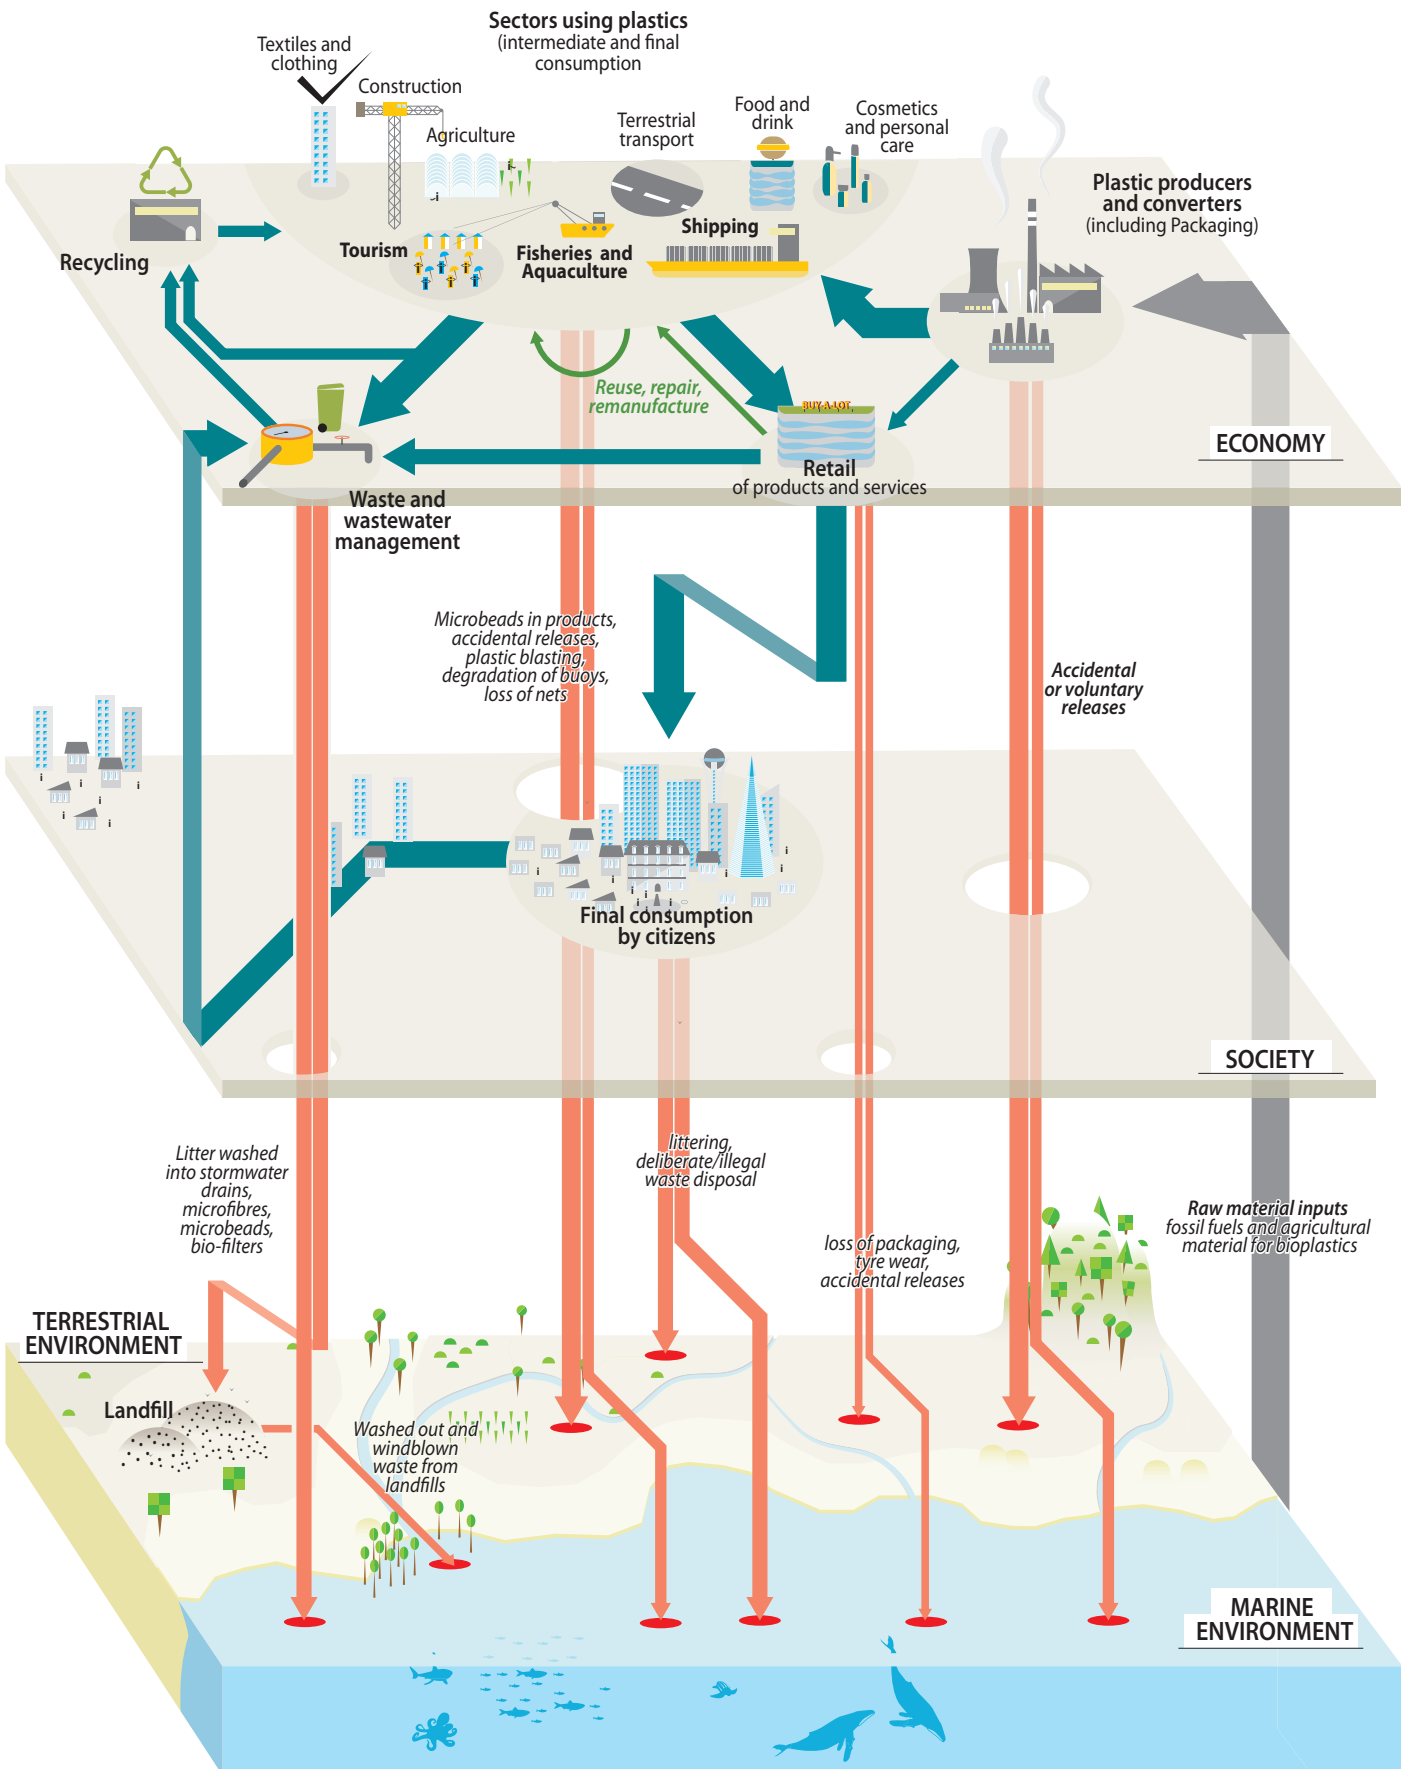 Sectors using plastics
(intermediate and final
consumption
Textiles and
clothing
Construction
Agriculture
Terrestrial
transport
Food and
drink
Cosmetics
and personal
care
Plastic producers
and converters
(including Packaging)
Recycling
Tourism
Fisheries and
Aquaculture
Shipping
Reuse, repair,
remanufacture
BUY-A-LOT
Retail
of products and services
ECONOMY
Waste and
wastewater
management
Microbeads in products,
accidental releases,
plastic blasting,
degradation of buoys,
loss of nets
Accidental
or voluntary
releases
Final consumption
by citizens
SOCIETY
Litter washed
into stormwater
drains,
microfibres,
microbeads,
bio-filters
littering,
deliberate/illegal
waste disposal
loss of packaging,
tyre wear,
accidental releases
Raw material inputs
fossil fuels and agricultural
material for bioplastics
TERRESTRIAL
ENVIRONMENT
Landfill
Washed out and
windblown
waste from
landfills
MARINE
ENVIRONMENT